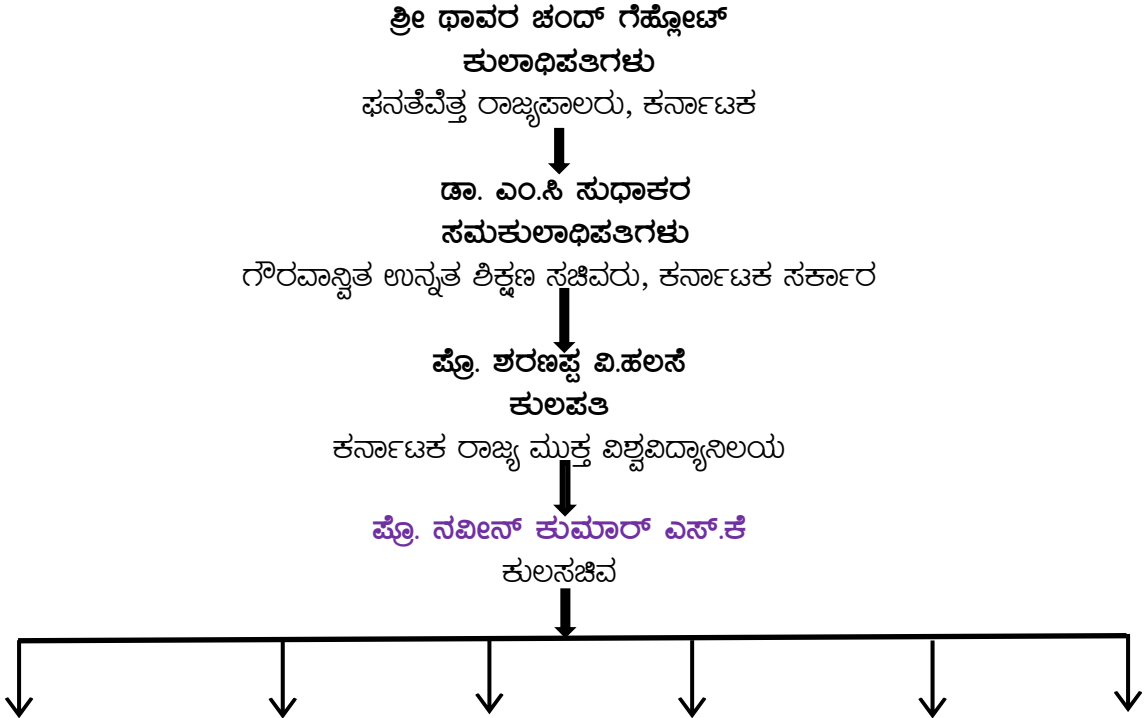 ಶ್ರೀ ಥಾವರ ಚಂದ್ ಗೆಹ್ಲೋಟ್
ಕುಲಾಧಿಪತಿಗಳು
ಘನತೆವೆತ್ತ ರಾಜ್ಯಪಾಲರು, ಕರ್ನಾಟಕ
ಡಾ. ಎಂ.ಸಿ ಸುಧಾಕರ
ಸಮಕುಲಾಧಿಪತಿಗಳು
ಗೌರವಾನ್ವಿತ ಉನ್ನತ ಶಿಕ್ಷಣ ಸಚಿವರು, ಕರ್ನಾಟಕ ಸರ್ಕಾರ
ಪ್ರೊ. ಶರಣಪ್ಪ ವಿ.ಹಲಸೆ
ಕುಲಪತಿ
ಕರ್ನಾಟಕ ರಾಜ್ಯ ಮುಕ್ತ ವಿಶ್ವವಿದ್ಯಾನಿಲಯ
ಪ್ರೊ. ನವೀನ್ ಕುಮಾರ್ ಎಸ್.ಕೆ
ಕುಲಸಚಿವ